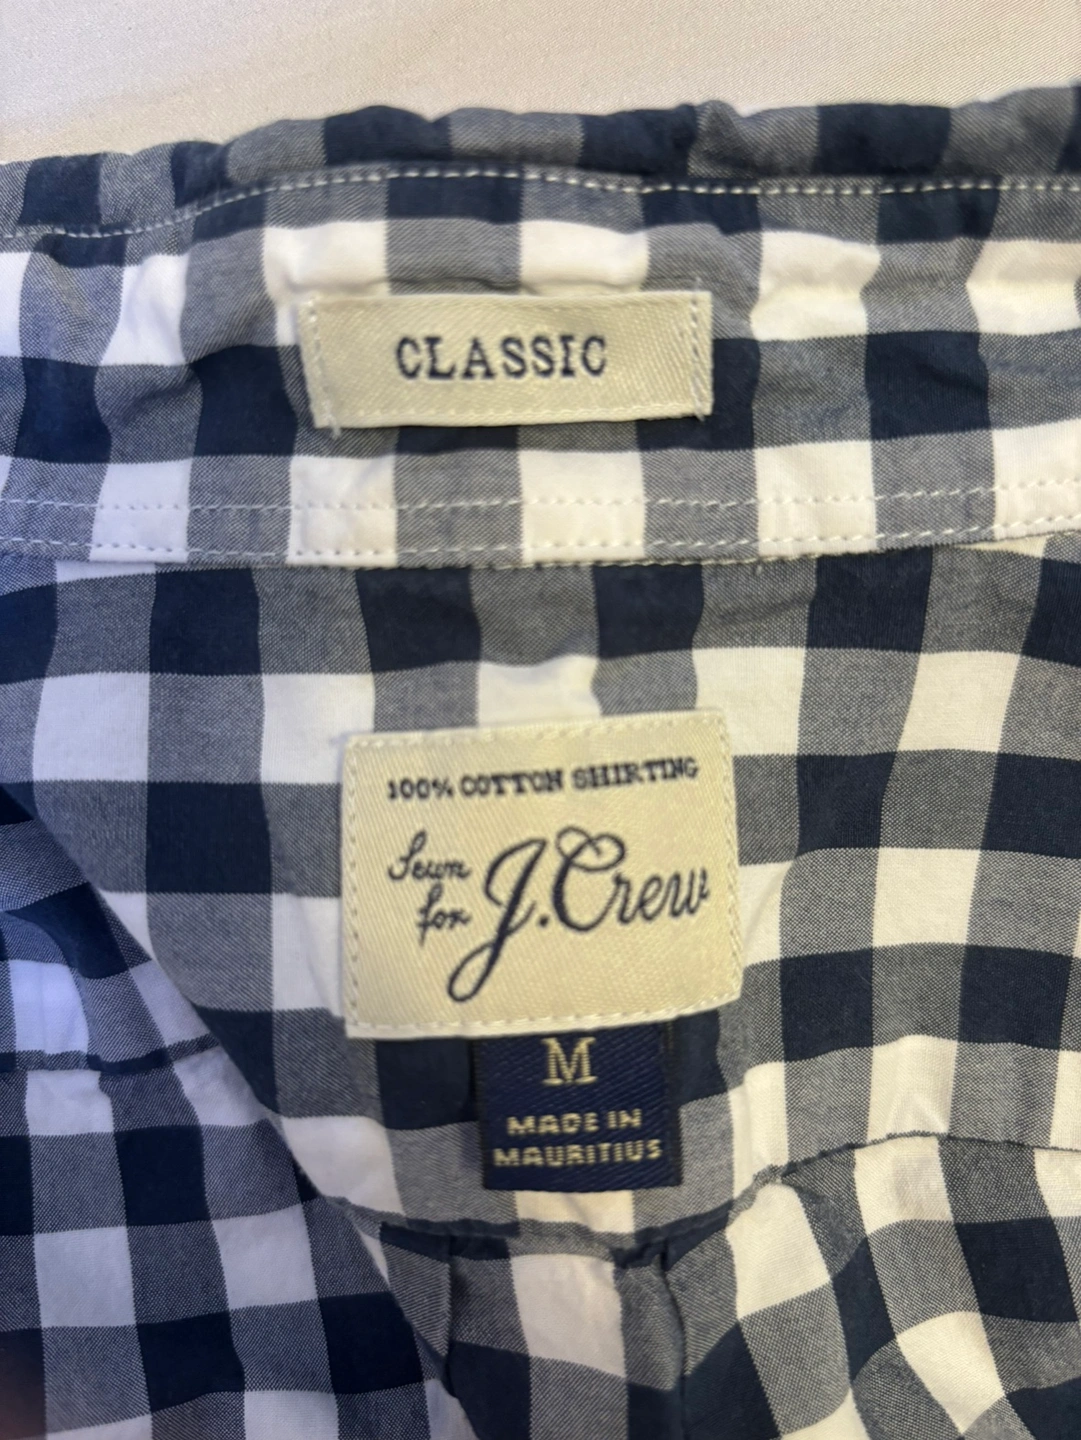 CLASSIC
100% COTTON SHIRTING
Sewn
for J.Crew
M
MADE IN
MAURITIUS